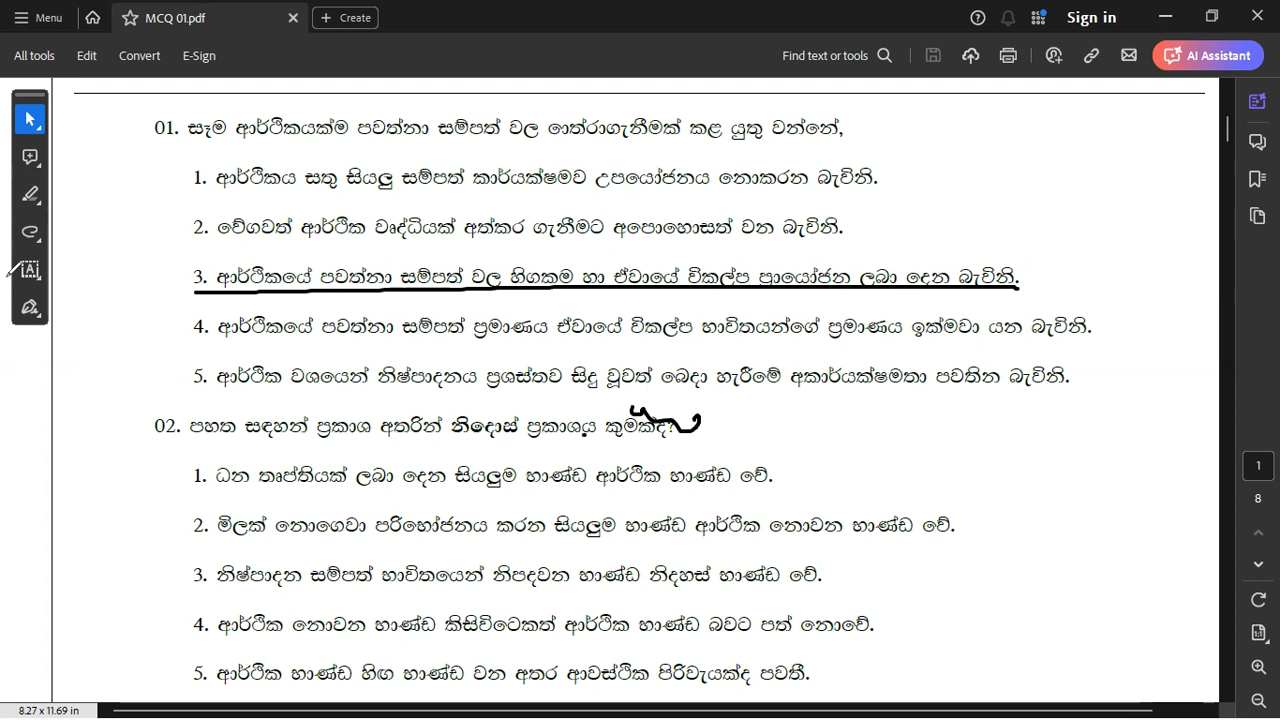 Menu
MCQ 01.pdf
Create
Sign in
All tools Edit Convert E-Sign
Find text or tools
AI Assistant
01. සෑම ආර්ථිකයක්ම පවත්නා සම්පත් වල තෝරාගැනීමක් කළ යුතු වන්නේ,
1. ආර්ථිකය සතු සියලු සම්පත් කාර්යක්ෂමව උපයෝජනය නොකරන බැවිනි.
2. වේගවත් ආර්ථික වෘද්ධියක් අත්කර ගැනීමට අපොහොසත් වන බැවිනි.
3. ආර්ථිකයේ පවත්නා සම්පත් වල හිගකම හා ඒවායේ විකල්ප ප්‍රායෝජන ලබා දෙන බැවිනි.
4. ආර්ථිකයේ පවත්නා සම්පත් ප්‍රමාණය ඒවායේ විකල්ප භාවිතයන්ගේ ප්‍රමාණය ඉක්මවා යන බැවිනි.
5. ආර්ථික වශයෙන් නිෂ්පාදනය ප්‍රශස්තව සිදු වූවත් බෙදා හැරීමේ අකාර්යක්ෂමතා පවතින බැවිනි.
02. පහත සඳහන් ප්‍රකාශ අතරින් නිදොස් ප්‍රකාශය කුමක්ද?
1. ධන තෘප්තියක් ලබා දෙන සියලුම භාණ්ඩ ආර්ථික භාණ්ඩ වේ.
2. මිලක් නොගෙවා පරිභෝජනය කරන සියලුම භාණ්ඩ ආර්ථික නොවන භාණ්ඩ වේ.
3. නිෂ්පාදන සම්පත් භාවිතයෙන් නිපදවන භාණ්ඩ නිදහස් භාණ්ඩ වේ.
4. ආර්ථික නොවන භාණ්ඩ කිසිවිටෙකත් ආර්ථික භාණ්ඩ බවට පත් නොවේ.
5. ආර්ථික භාණ්ඩ හිඟ භාණ්ඩ වන අතර ආවස්ථික පිරිවැයක්ද පවතී.
1
8
8.27 x 11.69 in